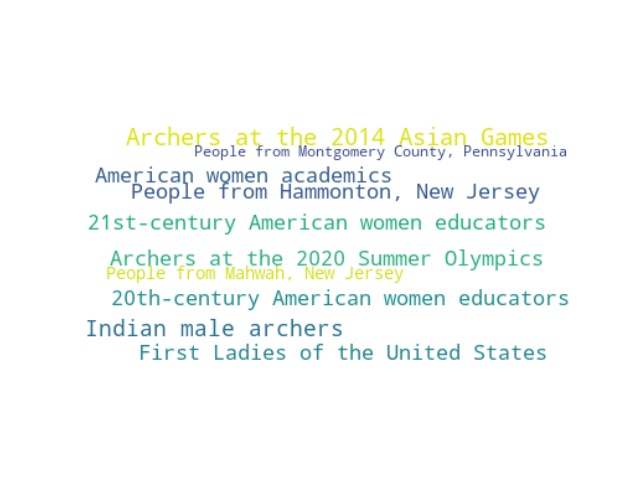 Archers at the 2014 Asian Games
People from Montgomery County, Pennsylvania
American women academics
People from Hammonton, New Jersey
21st-century American women educators
Archers at the 2020 Summer Olympics
People from Mahwah, New Jersey
20th-century American women educators
Indian male archers
First Ladies of the United States